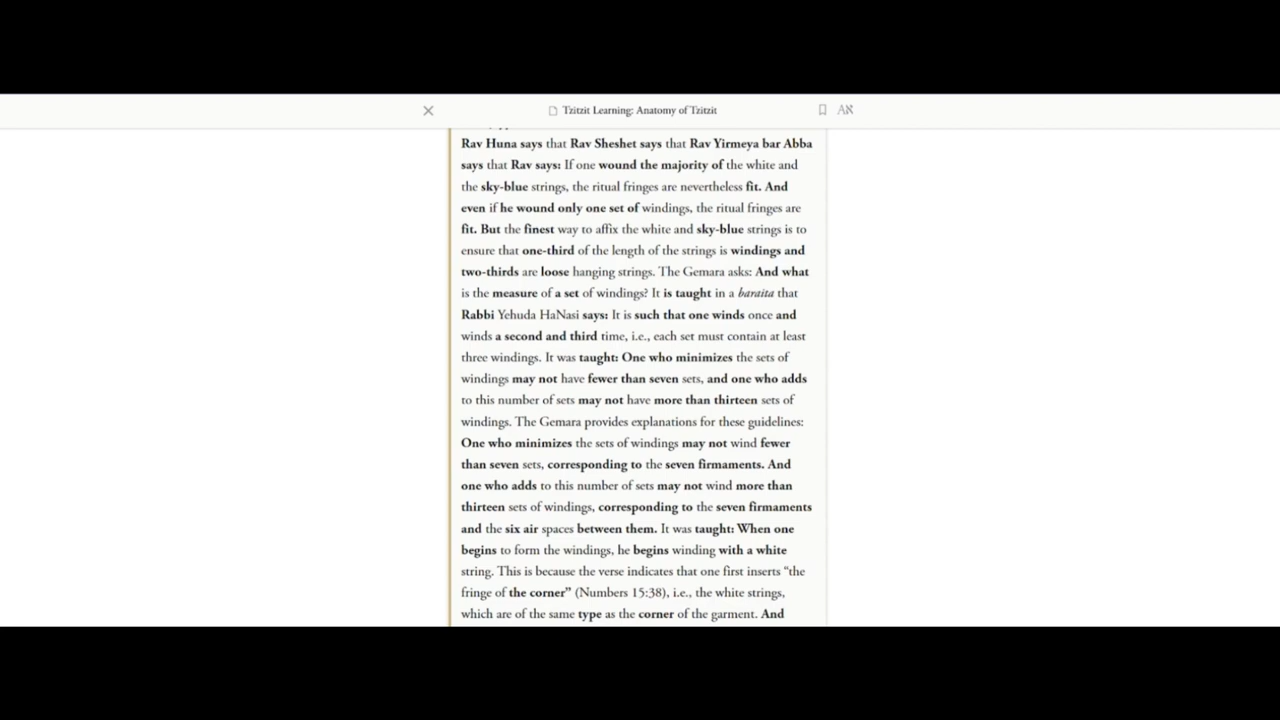 Tzitzit Learning: Anatomy of Tzitzit
Rav Huna says that Rav Sheshet says that Rav Yirmeya bar Abba
says that Rav says: If one wound the majority of the white and
the sky-blue strings, the ritual fringes are nevertheless fit. And
even if he wound only one set of windings, the ritual fringes are
fit. But the finest way to affix the white and sky-blue strings is to
ensure that one-third of the length of the strings is windings and
two-thirds are loose hanging strings. The Gemara asks: And what
is the measure of a set of windings? It is taught in a baraita that
Rabbi Yehuda HaNasi says: It is such that one winds once and
winds a second and third time, i.e., each set must contain at least
three windings. It was taught: One who minimizes the sets of
windings may not have fewer than seven sets, and one who adds
to this number of sets may not have more than thirteen sets of
windings. The Gemara provides explanations for these guidelines:
One who minimizes the sets of windings may not wind fewer
than seven sets, corresponding to the seven firmaments. And
one who adds to this number of sets may not wind more than
thirteen sets of windings, corresponding to the seven firmaments
and the six air spaces between them. It was taught: When one
begins to form the windings, he begins winding with a white
string. This is because the verse indicates that one first inserts “the
fringe of the corner” (Numbers 15:38), i.e., the white strings,
which are of the same type as the corner of the garment. And